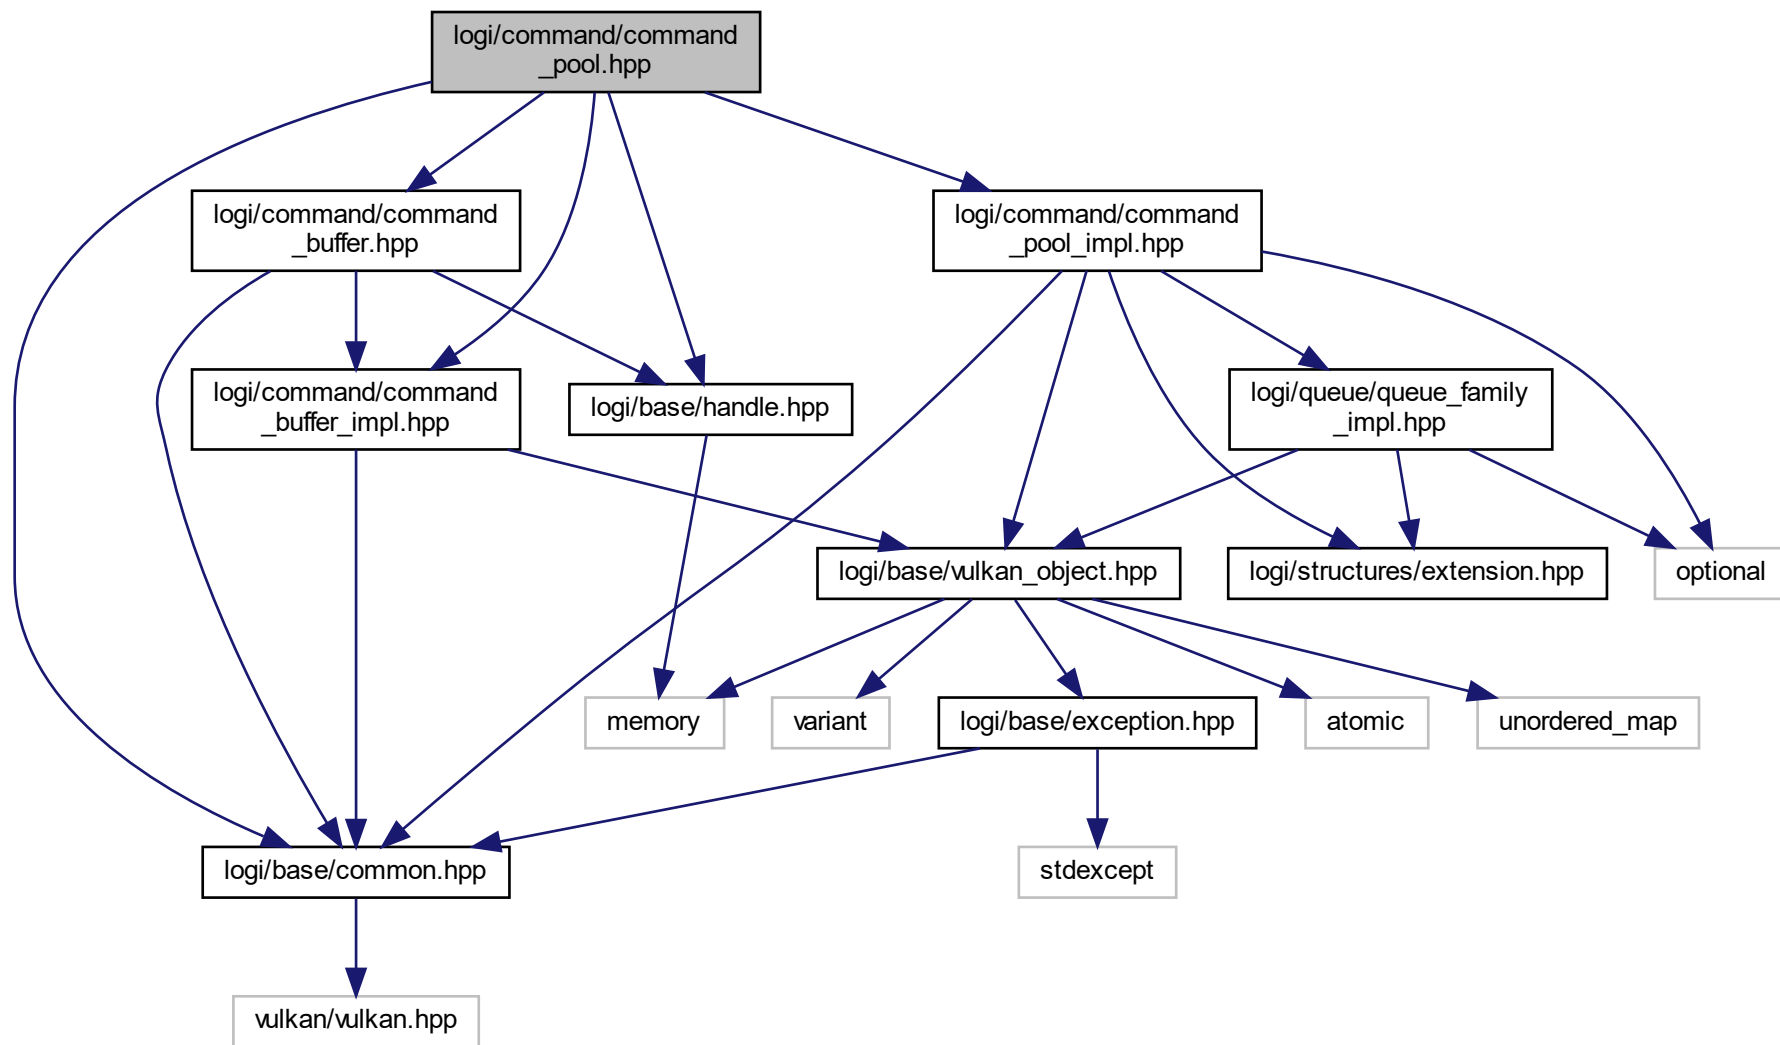 logi/command/command
_pool.hpp
logi/command/command
_buffer.hpp
logi/command/command
_pool_impl.hpp
logi/command/command
_buffer_impl.hpp
logi/base/handle.hpp
logi/queue/queue_family
_impl.hpp
logi/base/vulkan_object.hpp
logi/structures/extension.hpp
optional
memory
variant
logi/base/exception.hpp
atomic
unordered_map
logi/base/common.hpp
stdexcept
vulkan/vulkan.hpp